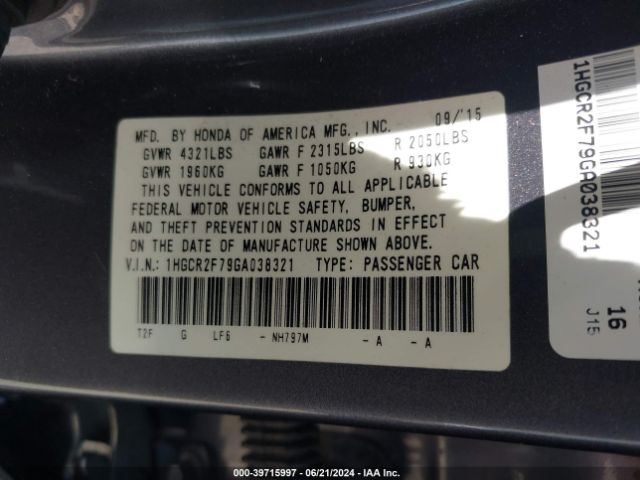 MFD. BY HONDA OF AMERICA MFG., INC. 09/'15
GVWR 4321LBS GAWR F 2315LBS R 2050LBS
GVWR 1960KG GAWR F 1050KG R 930KG
THIS VEHICLE CONFORMS TO ALL APPLICABLE
FEDERAL MOTOR VEHICLE SAFETY, BUMPER,
AND THEFT PREVENTION STANDARDS IN EFFECT
ON THE DATE OF MANUFACTURE SHOWN ABOVE.
V.I.N.: 1HGCR2F79GA038321 TYPE: PASSENGER CAR
T2F G LF6 - NH797M - A - A
1HGCR2F79GA038321
16
J15
000-39715997 - 06/21/2024 - IAA Inc.